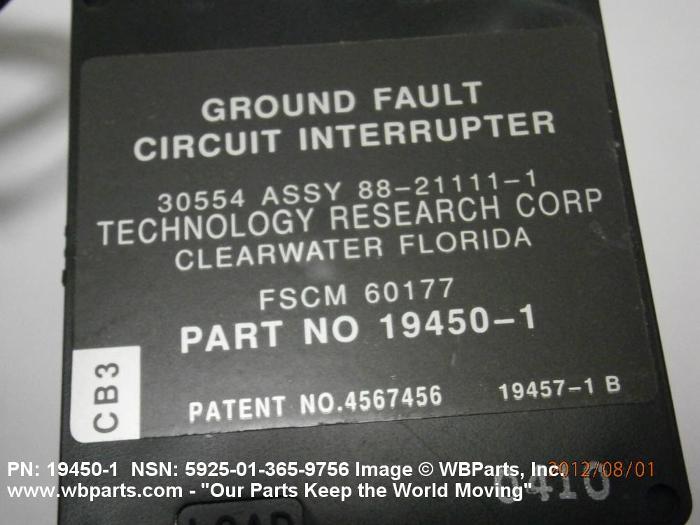 GROUND FAULT
CIRCUIT INTERRUPTER
30554 ASSY 88-21111-1
TECHNOLOGY RESEARCH CORP
CLEARWATER FLORIDA
FSCM 60177
PART NO 19450-1
CB3
PATENT NO.4567456 19457-1 B
PN: 19450-1 NSN: 5925-01-365-9756 Image © WBParts, Inc. 2012/08/01
www.wbparts.com - "Our Parts Keep the World Moving"
0410
LOAD